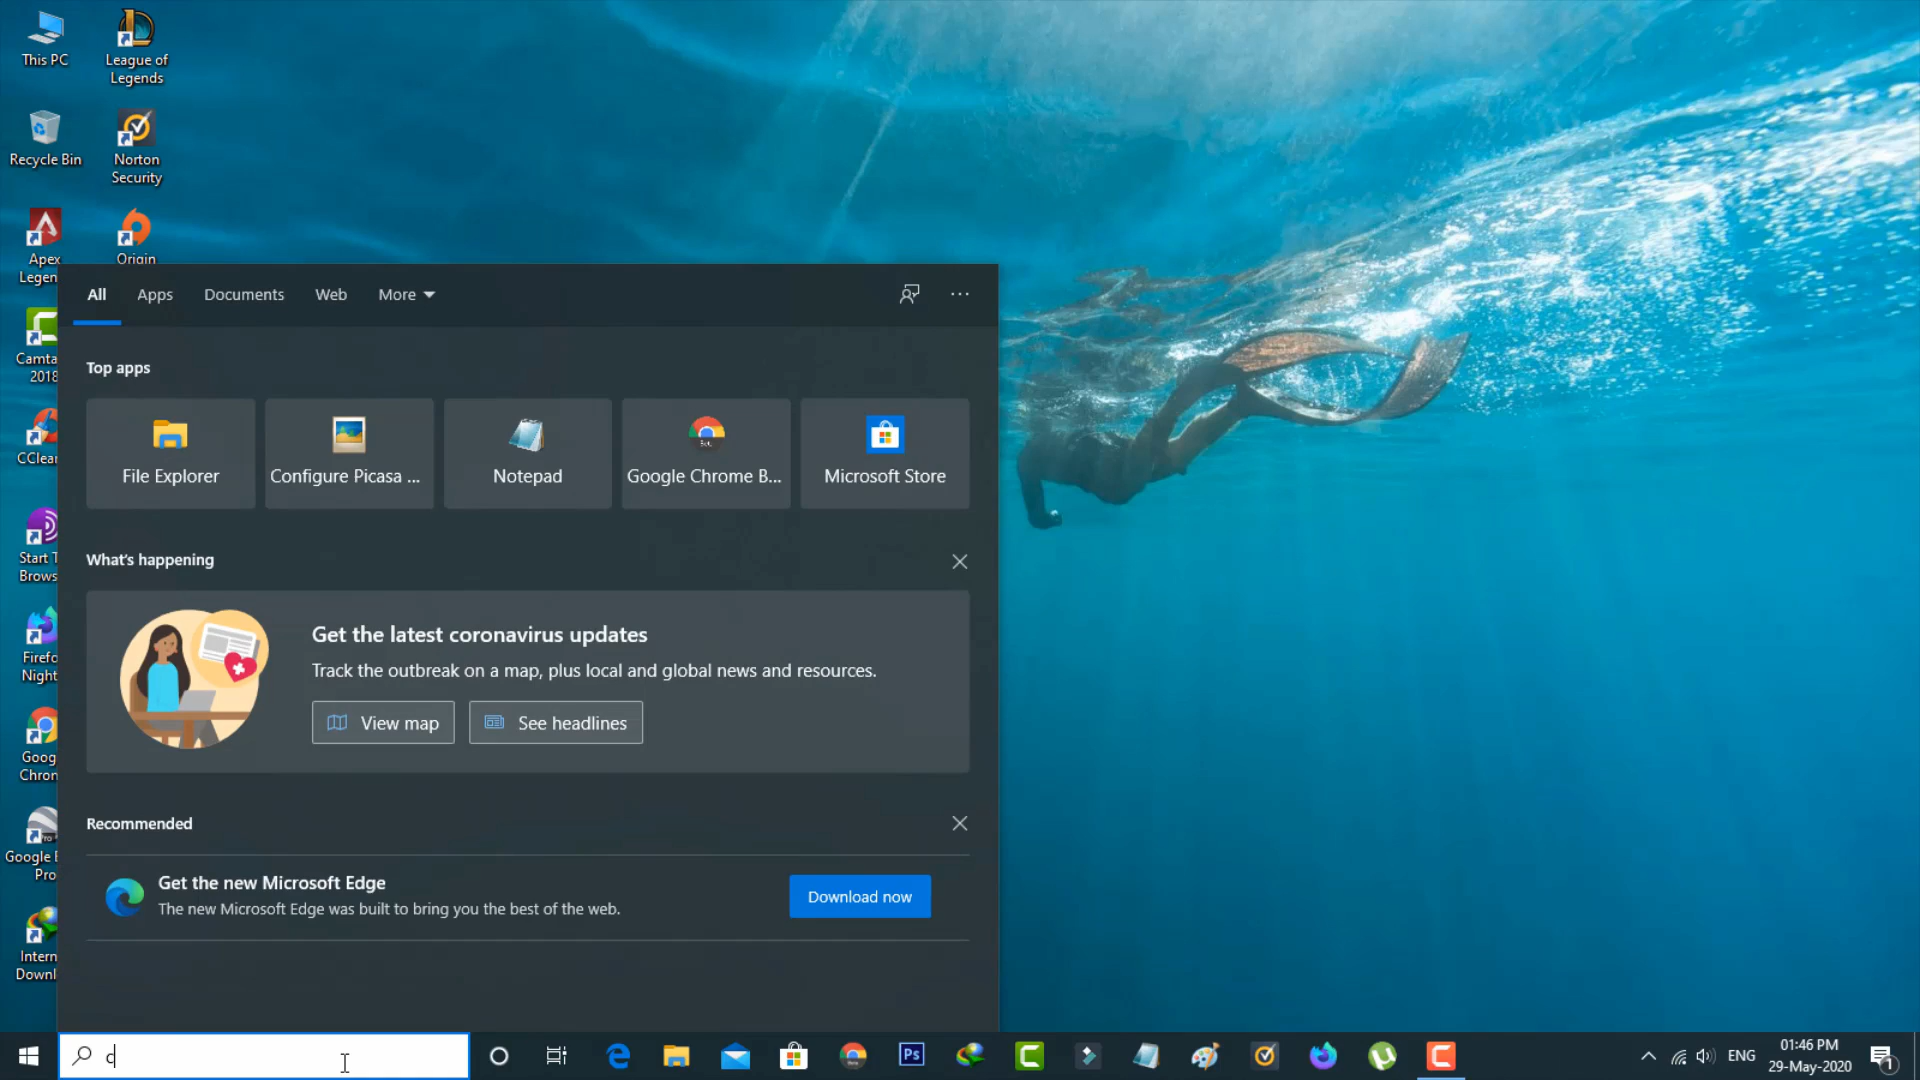 This PC
League of
Legends
Recycle Bin
Norton
Security
Apex
Legen
Origin
Camta
2018
CClear
Start T
Brows
Firefo
Night
Goog
Chron
Google E
Pro
Intern
Downl
All
Apps
Documents
Web
More
Top apps
File Explorer
Configure Picasa ...
Notepad
Google Chrome B...
Microsoft Store
What's happening
Get the latest coronavirus updates
Track the outbreak on a map, plus local and global news and resources.
View map
See headlines
Recommended
Get the new Microsoft Edge
The new Microsoft Edge was built to bring you the best of the web.
Download now
c
Ps
ENG
01:46 PM
29-May-2020
1